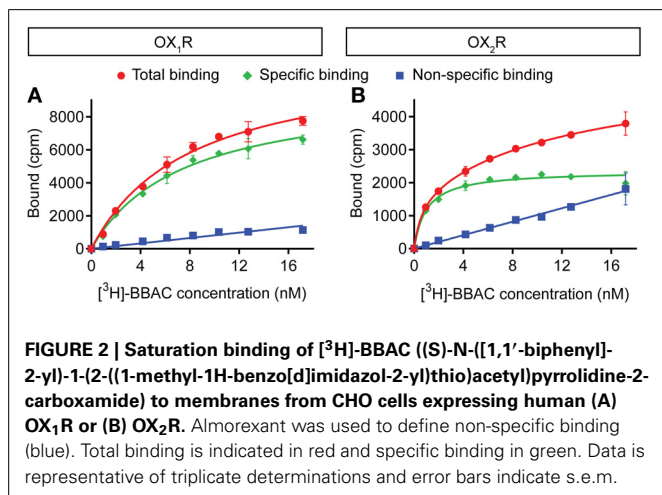 OX₁R OX₂R
Total binding Specific binding Non-specific binding
A B
8000
6000
4000
2000
0
Bound (cpm)
0 4 8 12 16
[³H]-BBAC concentration (nM)
4000
3000
2000
1000
0
Bound (cpm)
0 4 8 12 16
[³H]-BBAC concentration (nM)
FIGURE 2 | Saturation binding of [³H]-BBAC ((S)-N-([1,1′-biphenyl]-
2-yl)-1-(2-((1-methyl-1H-benzo[d]imidazol-2-yl)thio)acetyl)pyrrolidine-2-
carboxamide) to membranes from CHO cells expressing human (A)
OX₁R or (B) OX₂R. Almorexant was used to define non-specific binding
(blue). Total binding is indicated in red and specific binding in green. Data is
representative of triplicate determinations and error bars indicate s.e.m.